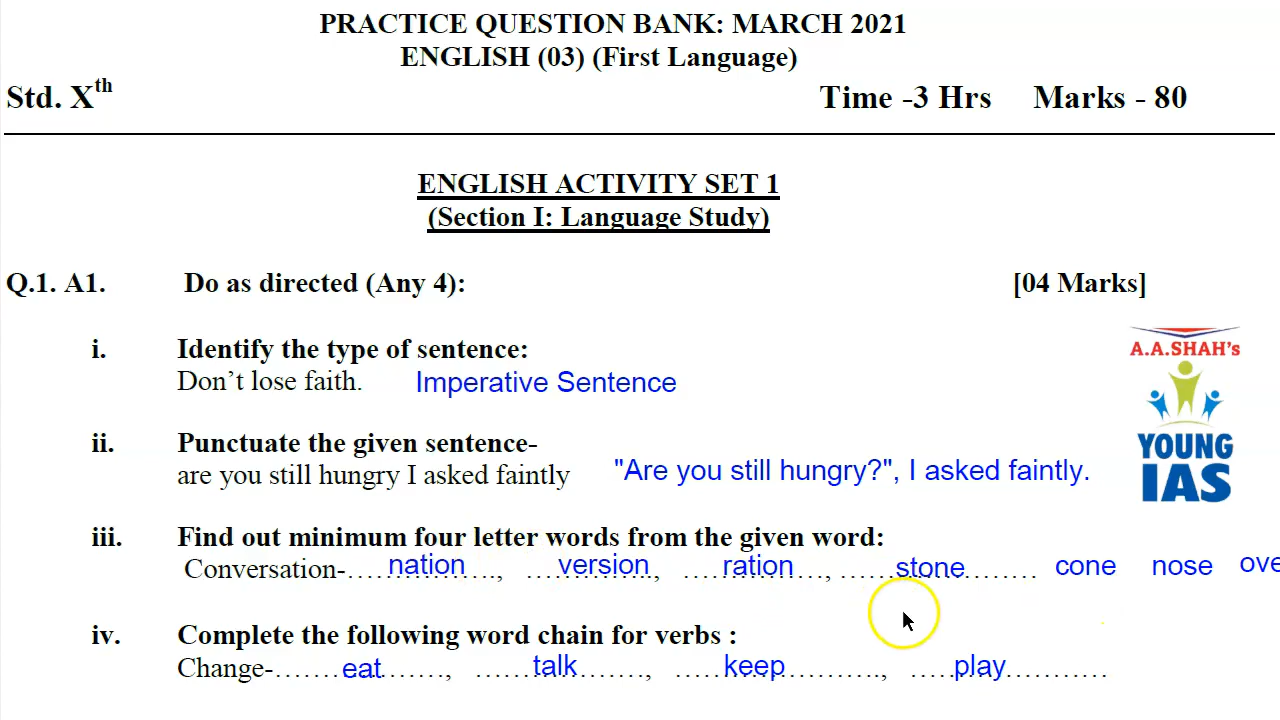 PRACTICE QUESTION BANK: MARCH 2021
ENGLISH (03) (First Language)
Std. Xth Time -3 Hrs Marks - 80
ENGLISH ACTIVITY SET 1
(Section I: Language Study)
Q.1. A1. Do as directed (Any 4): [04 Marks]
i. Identify the type of sentence:
Don't lose faith. Imperative Sentence
A.A.SHAH's
YOUNG
IAS
ii. Punctuate the given sentence-
are you still hungry I asked faintly "Are you still hungry?", I asked faintly.
iii. Find out minimum four letter words from the given word:
Conversation-……nation……, ……version……, ……ration……, ……stone…… cone nose ove
iv. Complete the following word chain for verbs :
Change-……eat……, ……talk……, ……keep……, ……play……